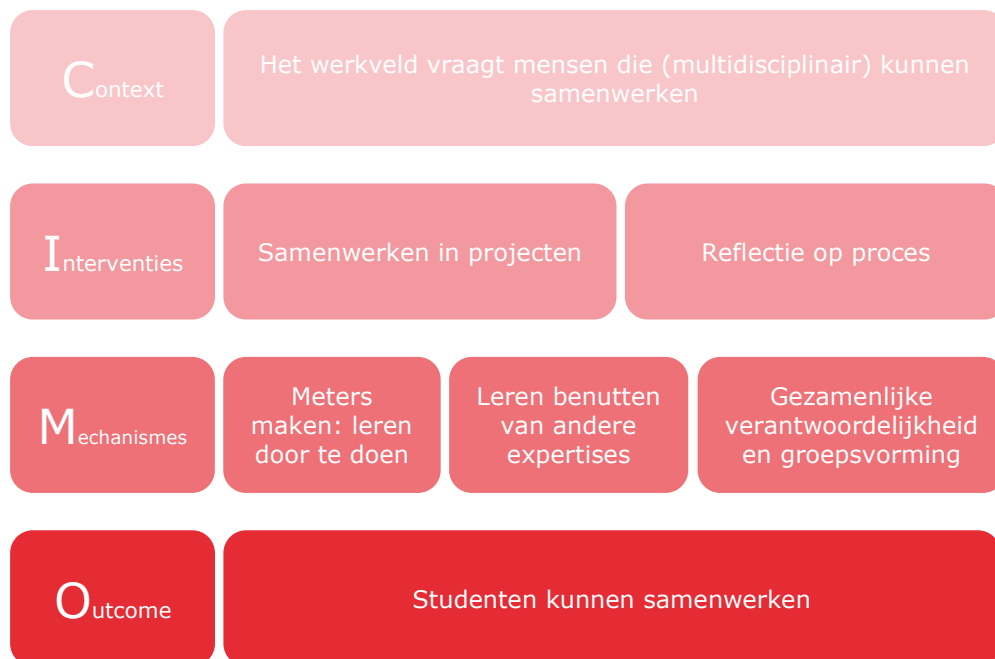 Context
Het werkveld vraagt mensen die (multidisciplinair) kunnen
samenwerken
Interventies
Samenwerken in projecten
Reflectie op proces
Mechanismes
Meters
maken: leren
door te doen
Leren benutten
van andere
expertises
Gezamenlijke
verantwoordelijkheid
en groepsvorming
Outcome
Studenten kunnen samenwerken